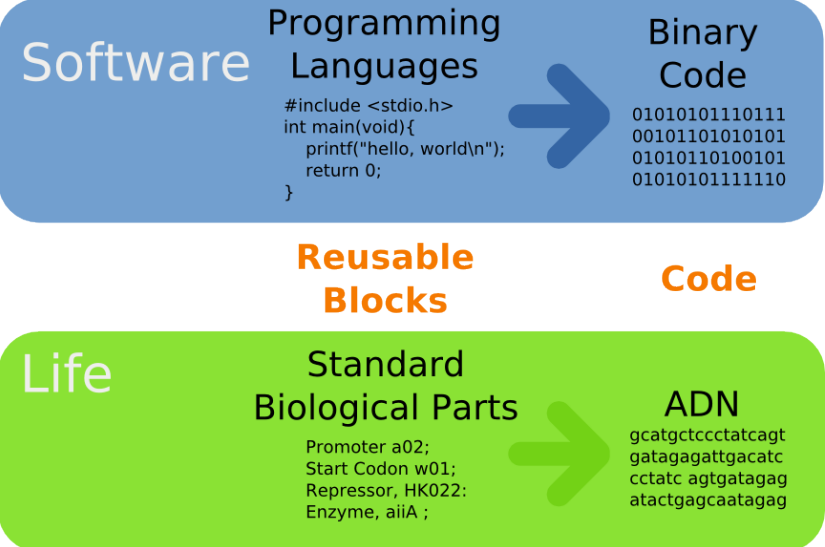 Software
Programming
Languages
#include <stdio.h>
int main(void){
printf("hello, world\n");
return 0;
}
Binary
Code
01010101110111
00101101010101
01010110100101
01010101111110
Reusable
Blocks
Code
Life
Standard
Biological Parts
Promoter a02;
Start Codon w01;
Repressor, HK022:
Enzyme, aiiA ;
ADN
gcatgctccctatcagt
gatagagattgacatc
cctatc agtgatagag
atactgagcaatagag